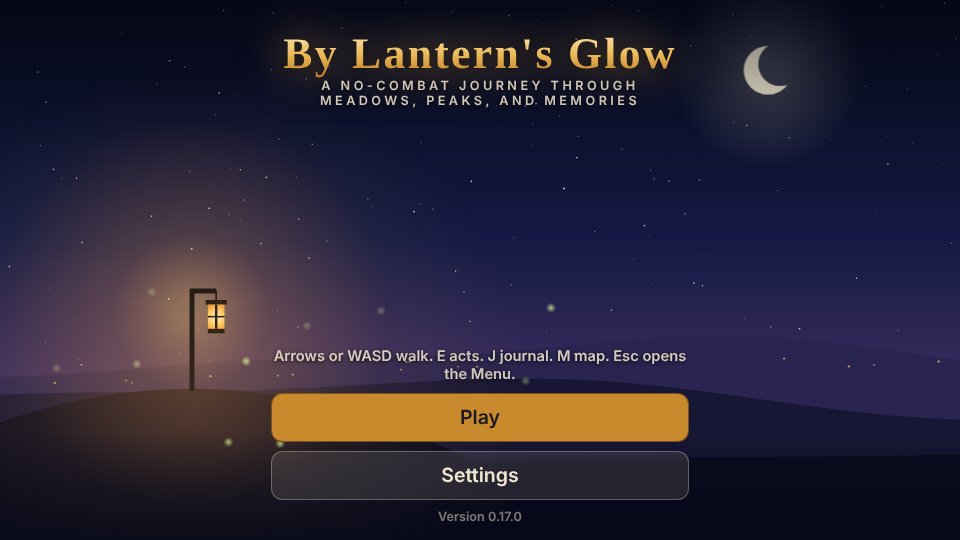 By Lantern's Glow
A NO-COMBAT JOURNEY THROUGH
MEADOWS, PEAKS, AND MEMORIES
Arrows or WASD walk. E acts. J journal. M map. Esc opens
the Menu.
Play
Settings
Version 0.17.0